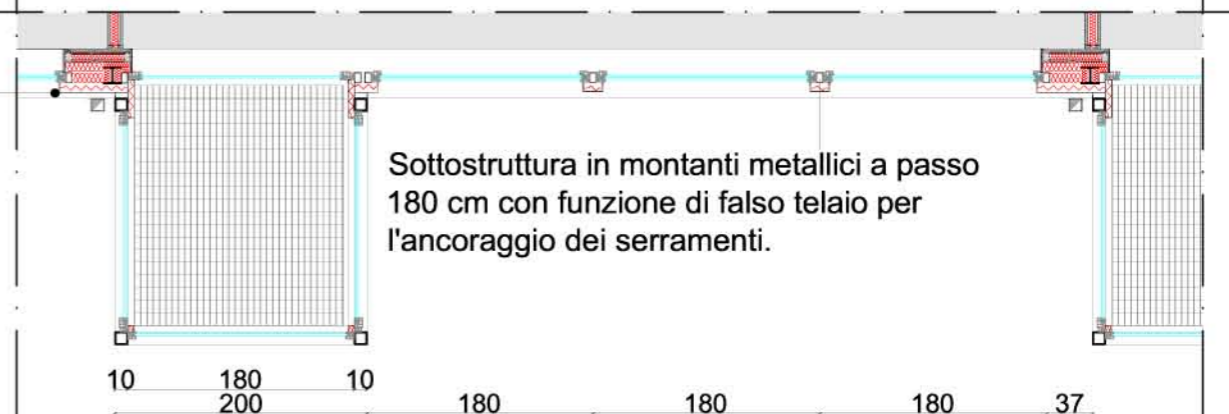 Sottostruttura in montanti metallici a passo
180 cm con funzione di falso telaio per
l'ancoraggio dei serramenti.
10 180 10
200 180 180 180 37